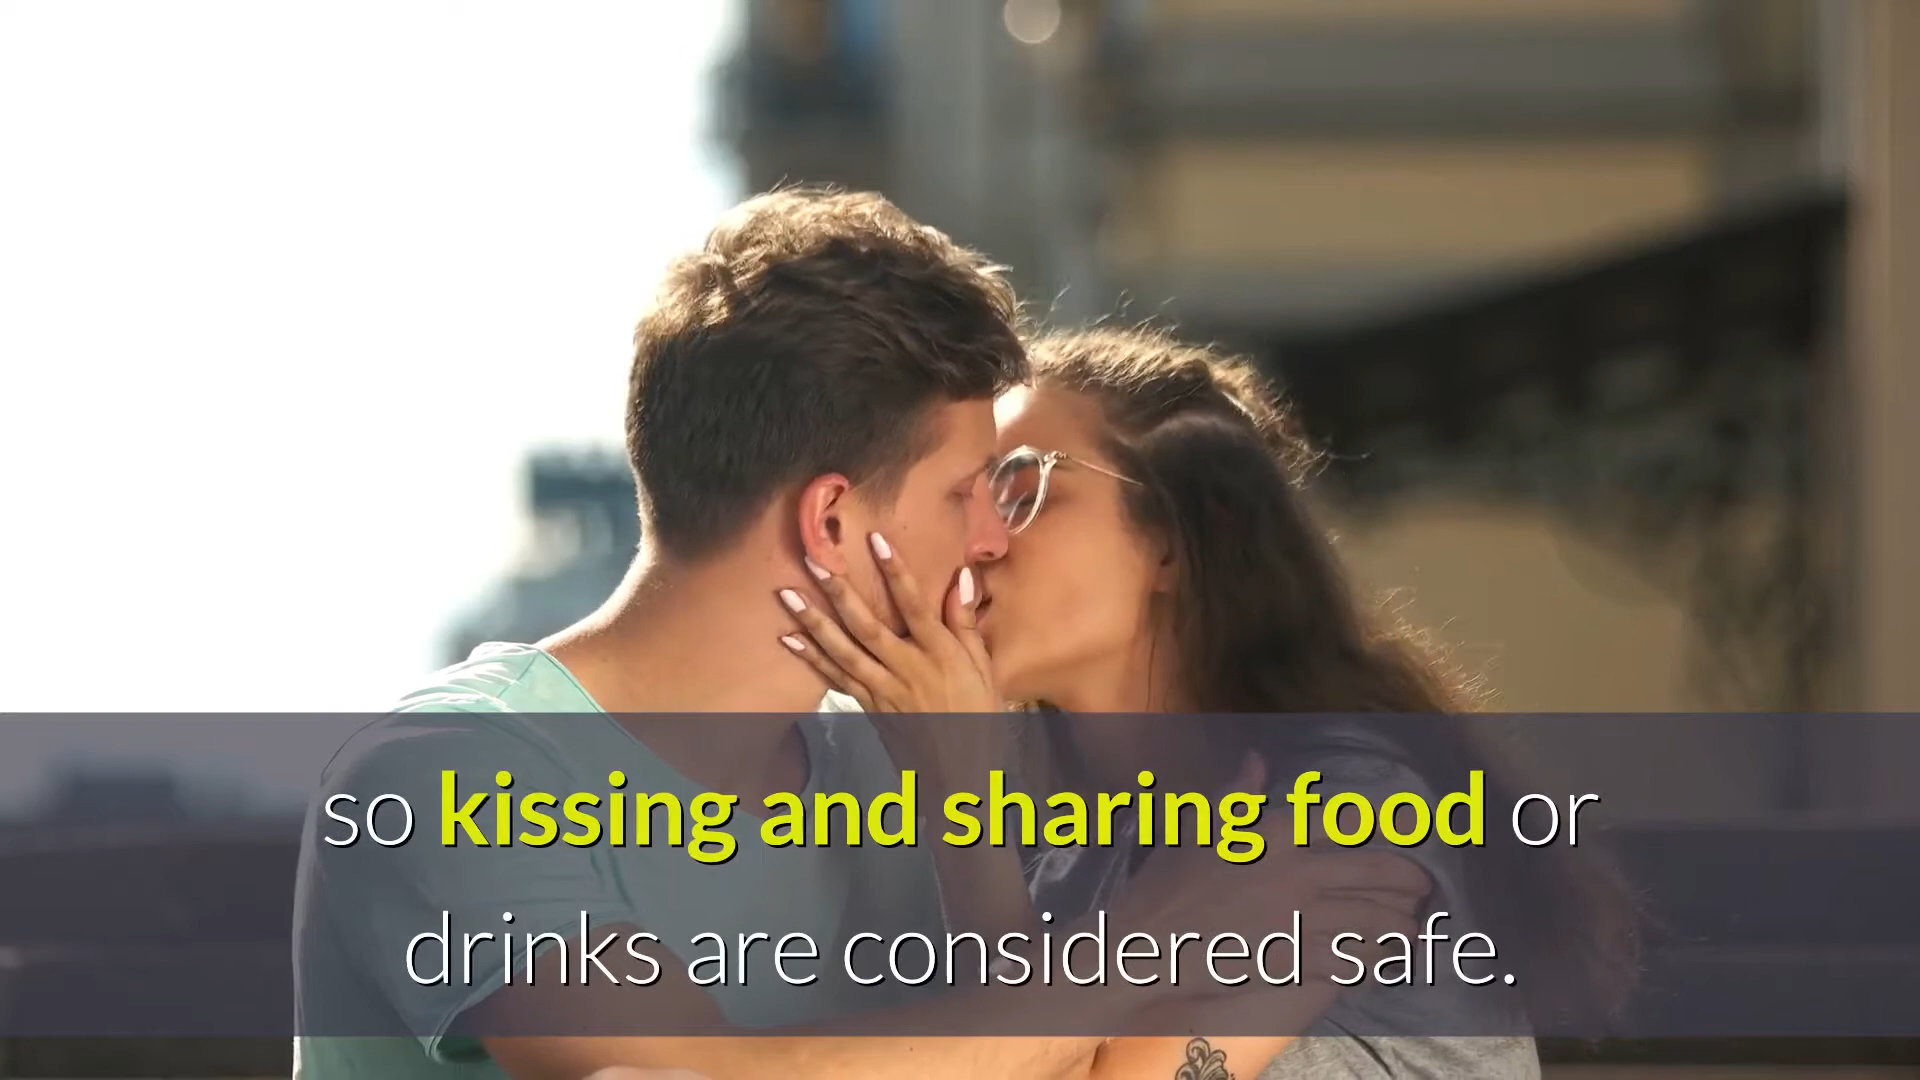 so kissing and sharing food or
drinks are considered safe.